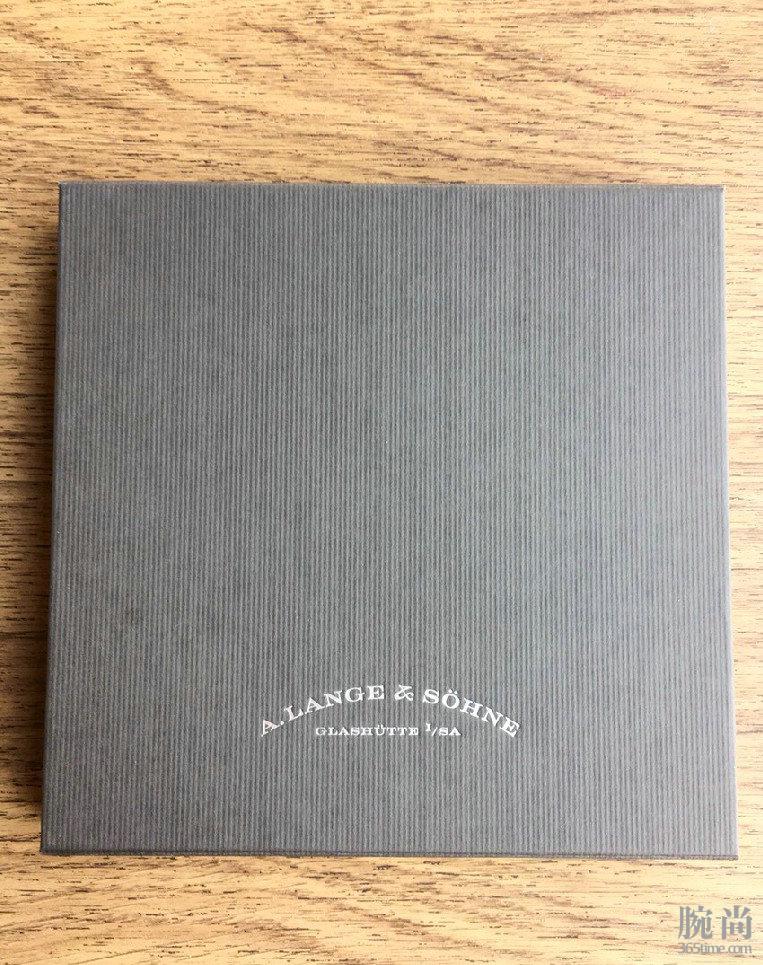 A. LANGE & SÖHNE
GLASHÜTTE I/SA
腕尚
365time.com